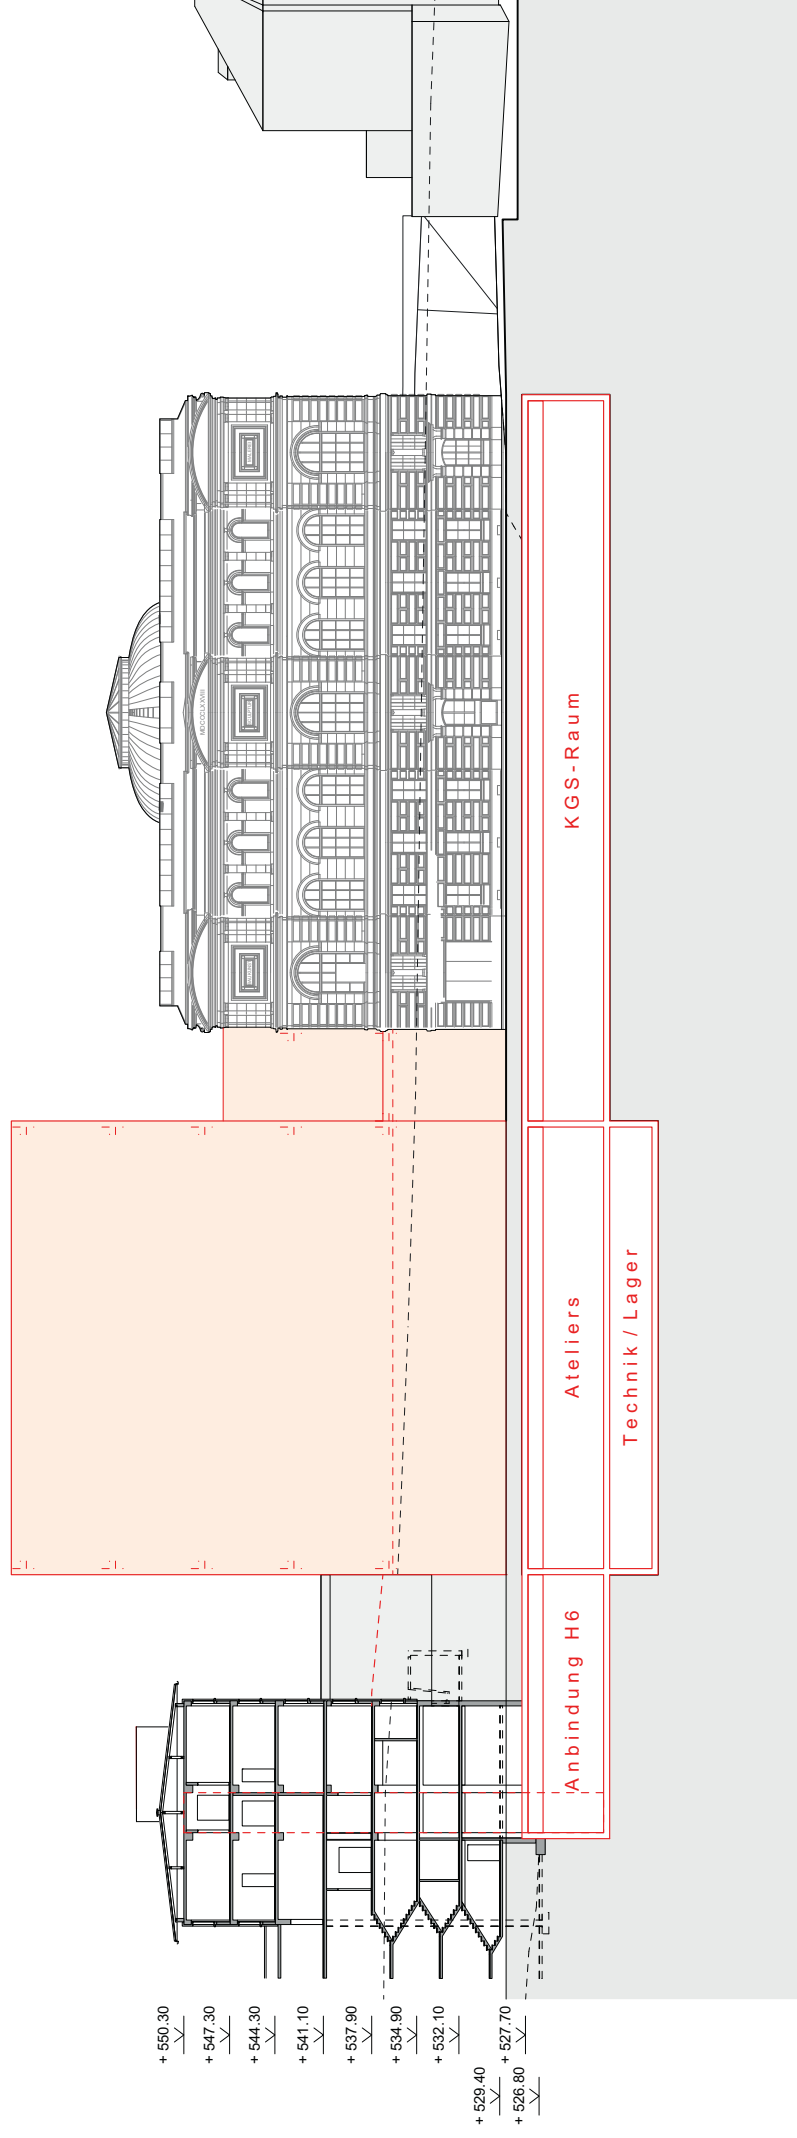 MDCCCLXXVIII
KGS-Raum
Ateliers
Technik / Lager
Anbindung H6
+ 550.30
+ 547.30
+ 544.30
+ 541.10
+ 537.90
+ 534.90
+ 532.10
+ 529.40
+ 527.70
+ 526.80